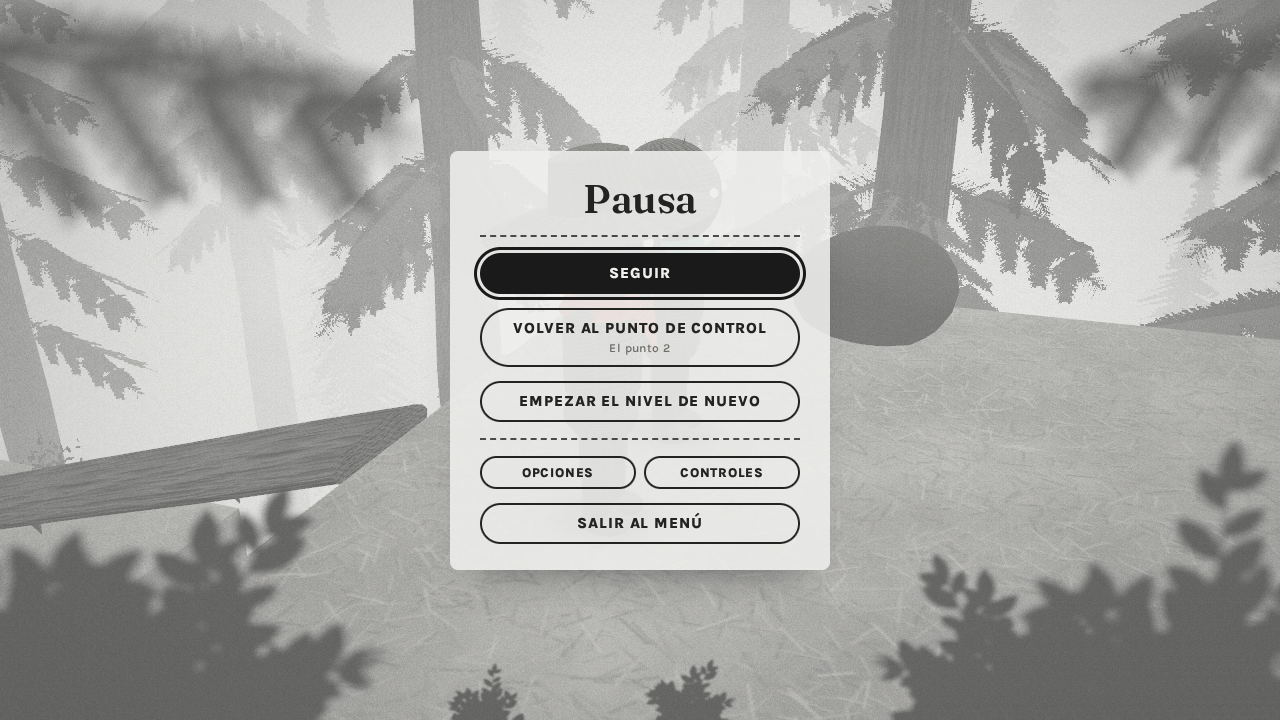 Pausa
SEGUIR
VOLVER AL PUNTO DE CONTROL
El punto 2
EMPEZAR EL NIVEL DE NUEVO
OPCIONES
CONTROLES
SALIR AL MENÚ